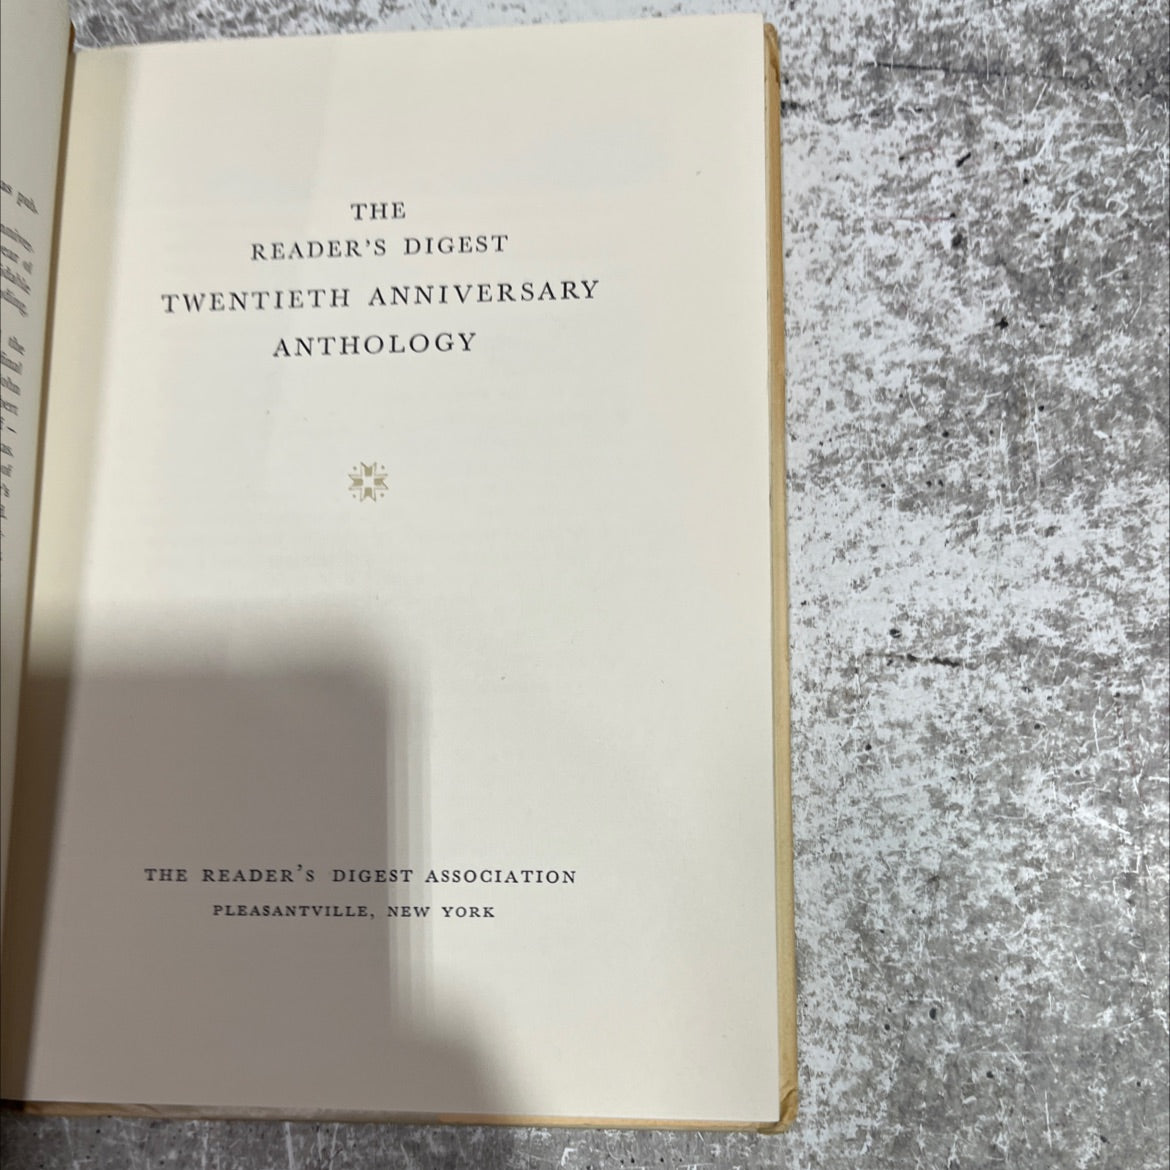 THE
READER'S DIGEST
TWENTIETH ANNIVERSARY
ANTHOLOGY
THE READER'S DIGEST ASSOCIATION
PLEASANTVILLE, NEW YORK